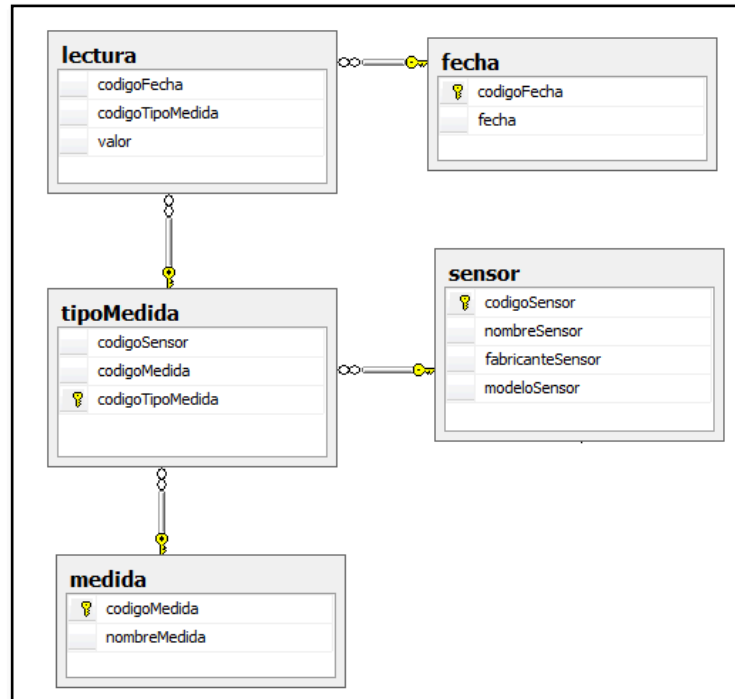 lectura
codigoFecha
codigoTipoMedida
valor
fecha
codigoFecha
fecha
tipoMedida
codigoSensor
codigoMedida
codigoTipoMedida
sensor
codigoSensor
nombreSensor
fabricanteSensor
modeloSensor
medida
codigoMedida
nombreMedida